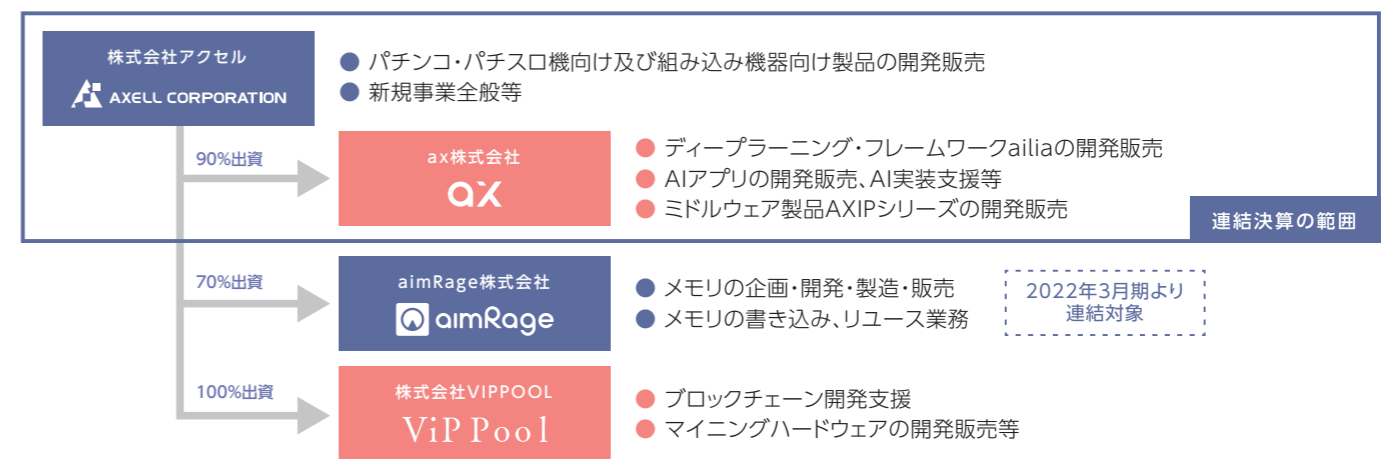 株式会社アクセル
AXELL CORPORATION
● パチンコ・パチスロ機向け及び組み込み機器向け製品の開発販売
● 新規事業全般等
90%出資
ax株式会社
ax
● ディープラーニング・フレームワークailiaの開発販売
● AIアプリの開発販売、AI実装支援等
● ミドルウェア製品AXIPシリーズの開発販売
連結決算の範囲
70%出資
aimRage株式会社
aimRage
● メモリの企画・開発・製造・販売
● メモリの書き込み、リユース業務
2022年3月期より
連結対象
100%出資
株式会社VIPPOOL
ViP Pool
● ブロックチェーン開発支援
● マイニングハードウェアの開発販売等